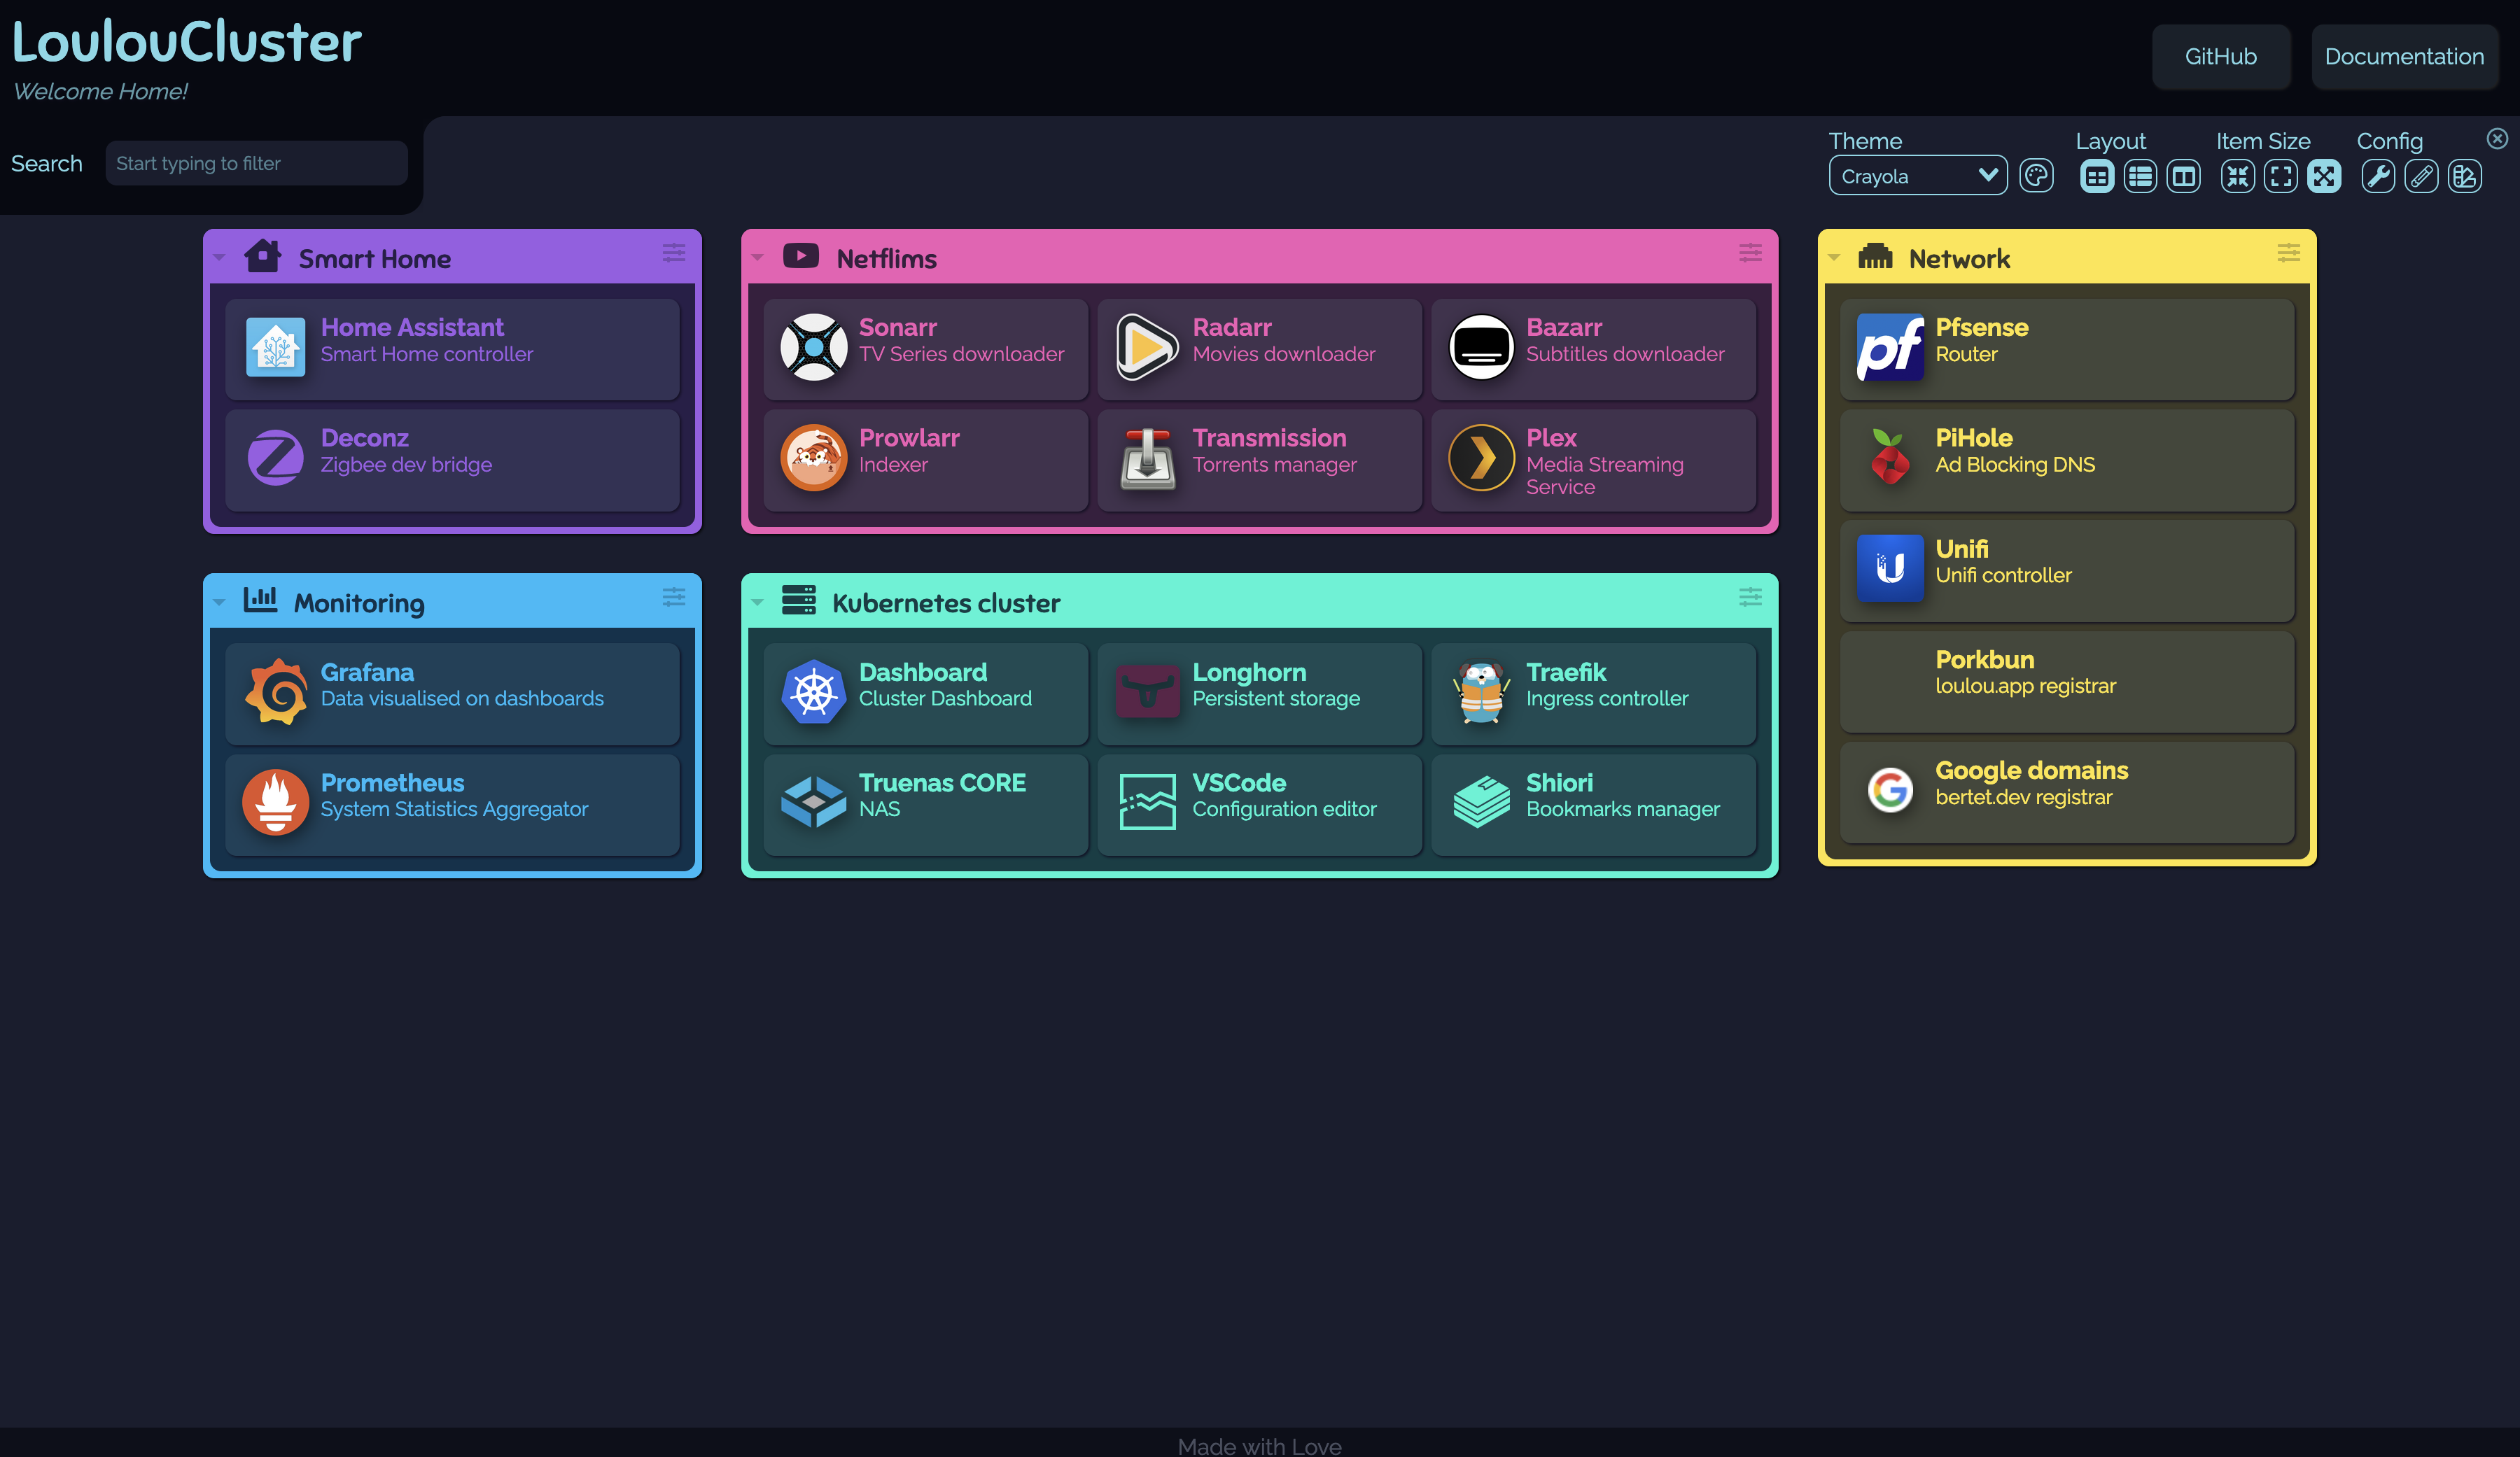 LoulouCluster
Welcome Home!
GitHub
Documentation
Search
Start typing to filter
Theme
Crayola
Layout
Item Size
Config
Smart Home
Home Assistant
Smart Home controller
Deconz
Zigbee dev bridge
Netflims
Sonarr
TV Series downloader
Radarr
Movies downloader
Bazarr
Subtitles downloader
Prowlarr
Indexer
Transmission
Torrents manager
Plex
Media Streaming
Service
Network
pf
Pfsense
Router
PiHole
Ad Blocking DNS
Unifi
Unifi controller
Porkbun
loulou.app registrar
Google domains
bertet.dev registrar
Monitoring
Grafana
Data visualised on dashboards
Prometheus
System Statistics Aggregator
Kubernetes cluster
Dashboard
Cluster Dashboard
Longhorn
Persistent storage
Traefik
Ingress controller
Truenas CORE
NAS
VSCode
Configuration editor
Shiori
Bookmarks manager
Made with Love